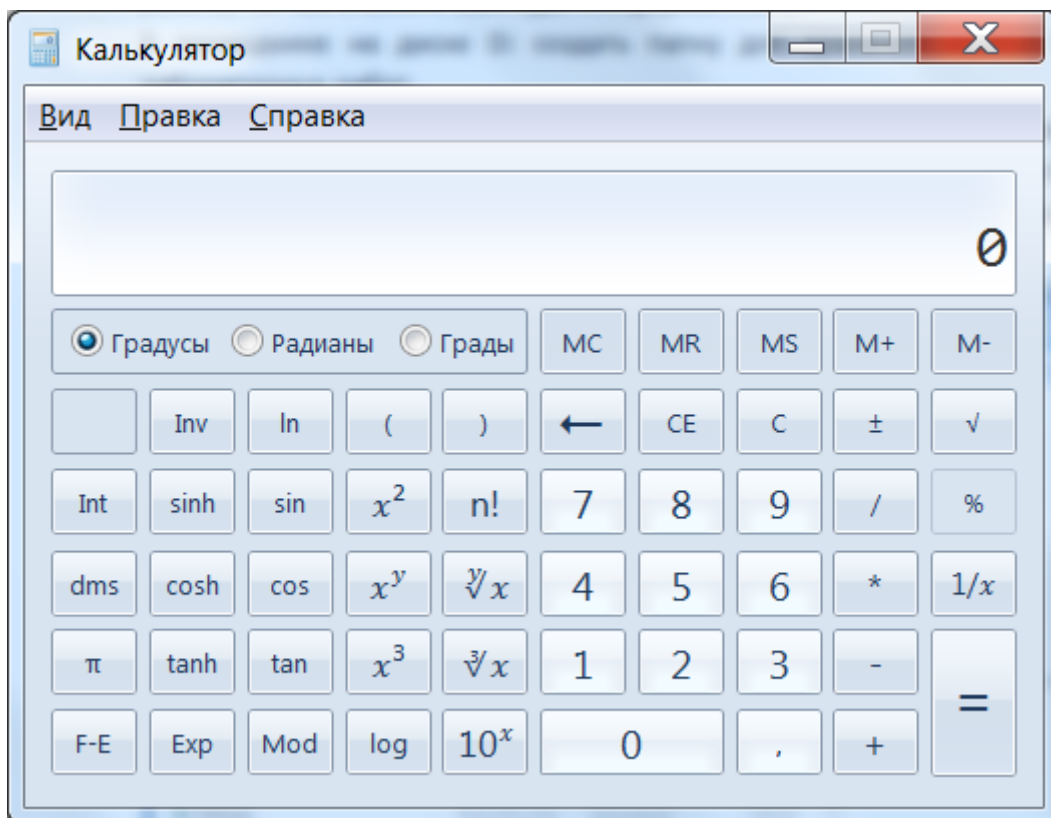 Калькулятор
Вид Правка Справка
0
Градусы Радианы Грады MC MR MS M+ M-
Inv ln ( ) ← CE C ± √
Int sinh sin x² n! 7 8 9 / %
dms cosh cos xʸ ʸ√x 4 5 6 * 1/x
π tanh tan x³ ³√x 1 2 3 - =
F-E Exp Mod log 10ˣ 0 , +